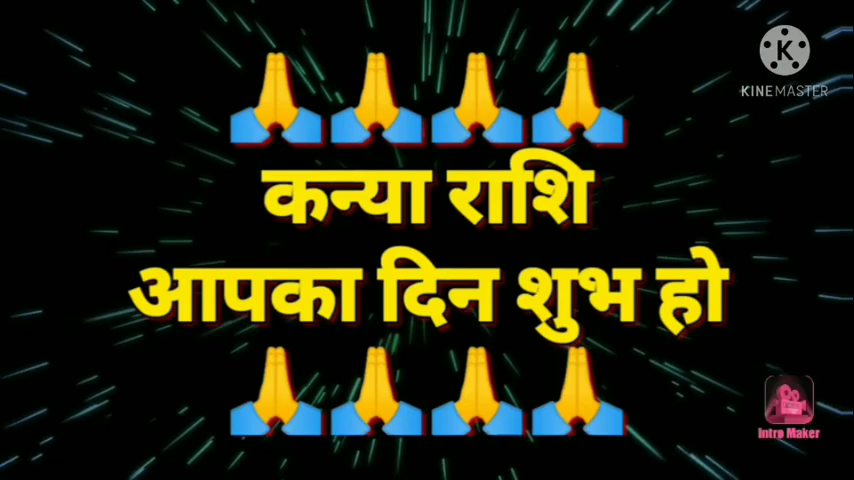 KINEMASTER
कन्या राशि
आपका दिन शुभ हो
Intro Maker